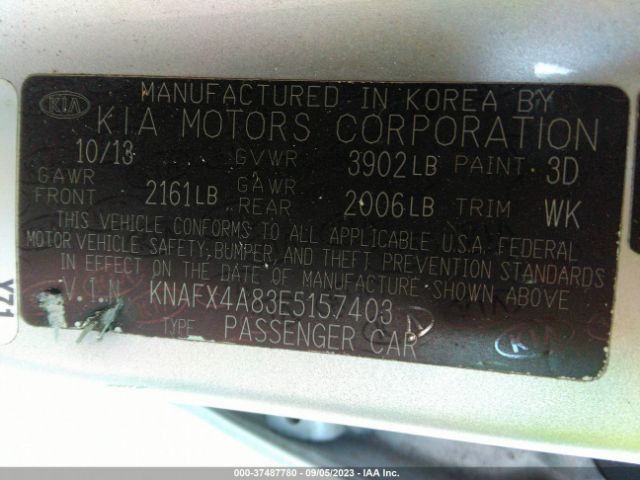 KIA MANUFACTURED IN KOREA BY
KIA MOTORS CORPORATION
10/13 GVWR 3902LB PAINT 3D
GAWR FRONT 2161LB GAWR REAR 2006LB TRIM WK
THIS VEHICLE CONFORMS TO ALL APPLICABLE U.S.A. FEDERAL
MOTOR VEHICLE SAFETY, BUMPER, AND THEFT PREVENTION STANDARDS
IN EFFECT ON THE DATE OF MANUFACTURE SHOWN ABOVE
V.I.N KNAFX4A83E5157403 KIA
TYPE PASSENGER CAR KIA
Y71
000-37487780 - 09/05/2023 - IAA Inc.